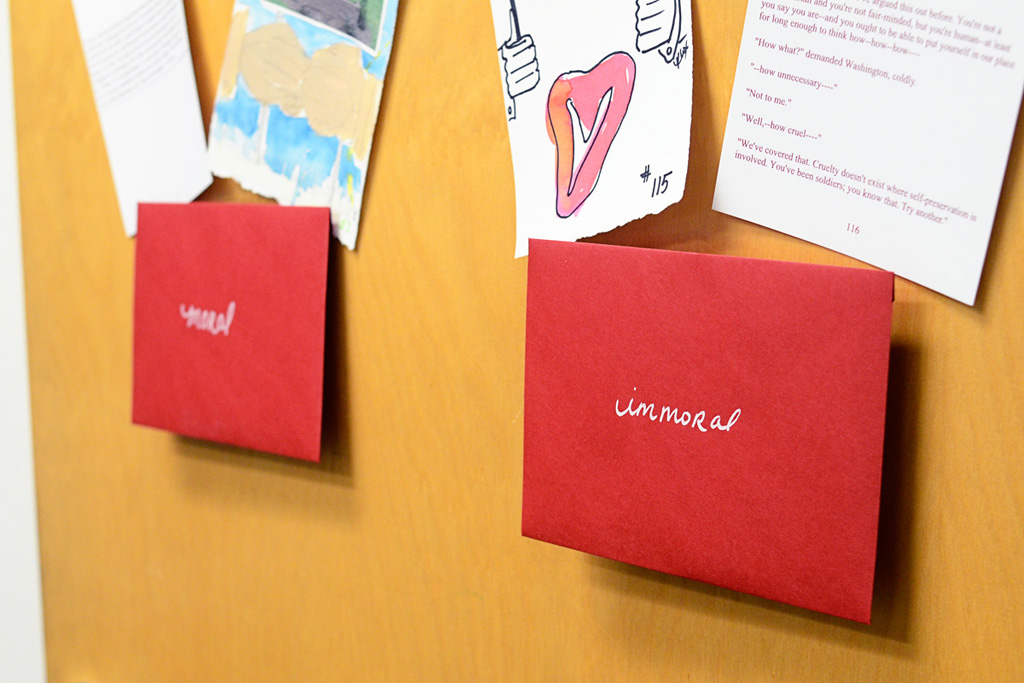 argued this out before. You're not a
man and you're not fair-minded, but you're human--at least
you say you are--and you ought to be able to put yourself in our place
for long enough to think how--how--how----
"How what?" demanded Washington, coldly.
"--how unnecessary----"
"Not to me."
"Well,--how cruel----"
"We've covered that. Cruelty doesn't exist where self-preservation is
involved. You've been soldiers; you know that. Try another."
116
#115
moral
immoral